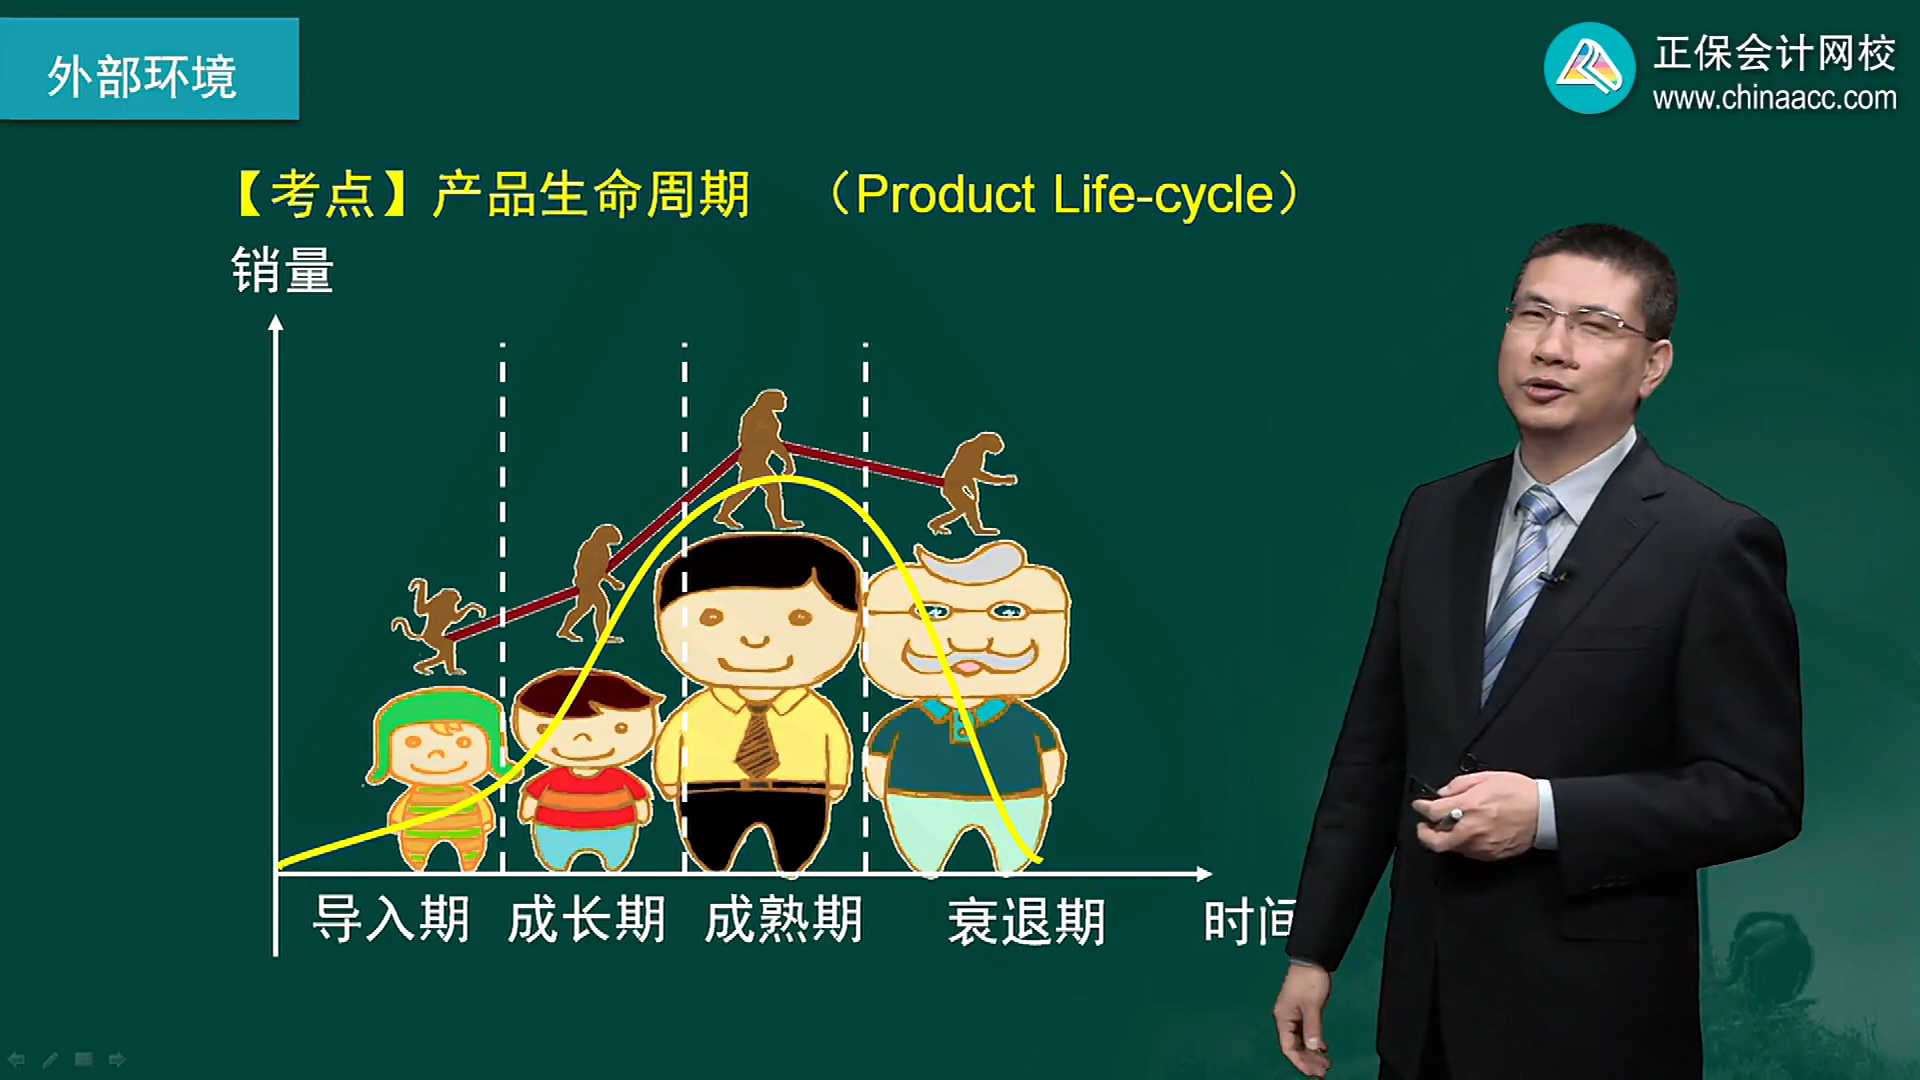 外部环境
正保会计网校
www.chinaacc.com
【考点】产品生命周期 （Product Life-cycle）
销量
导入期 成长期 成熟期 衰退期 时间